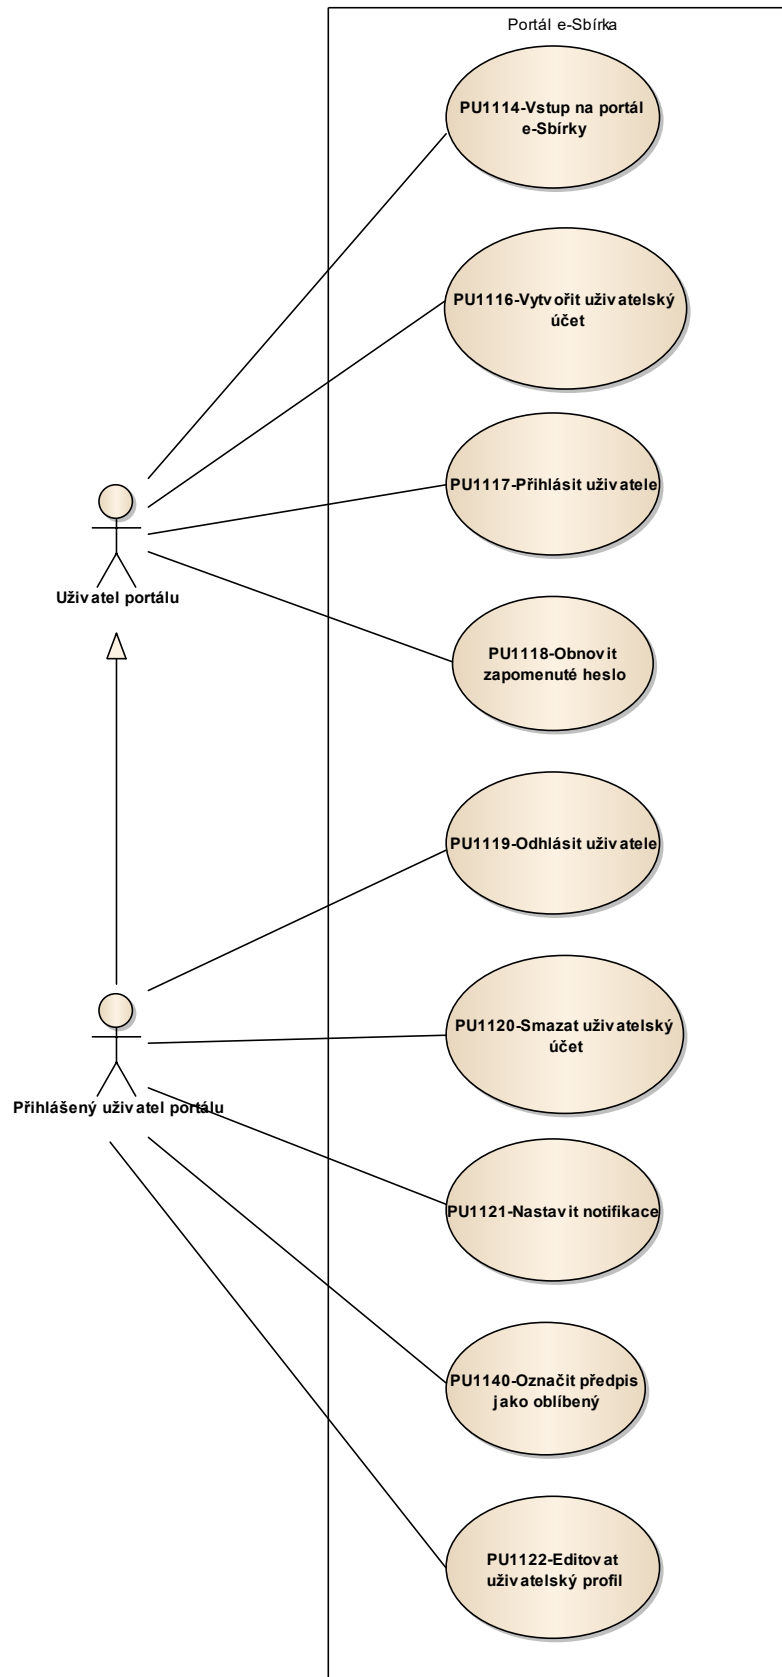 Portál e-Sbírka
PU1114-Vstup na portál
e-Sbírky
PU1116-Vytvořit uživatelský
účet
PU1117-Přihlásit uživatele
Uživatel portálu
PU1118-Obnovit
zapomenuté heslo
PU1119-Odhlásit uživatele
PU1120-Smazat uživatelský
účet
Přihlášený uživatel portálu
PU1121-Nastavit notifikace
PU1140-Označit předpis
jako oblíbený
PU1122-Editovat
uživatelský profil